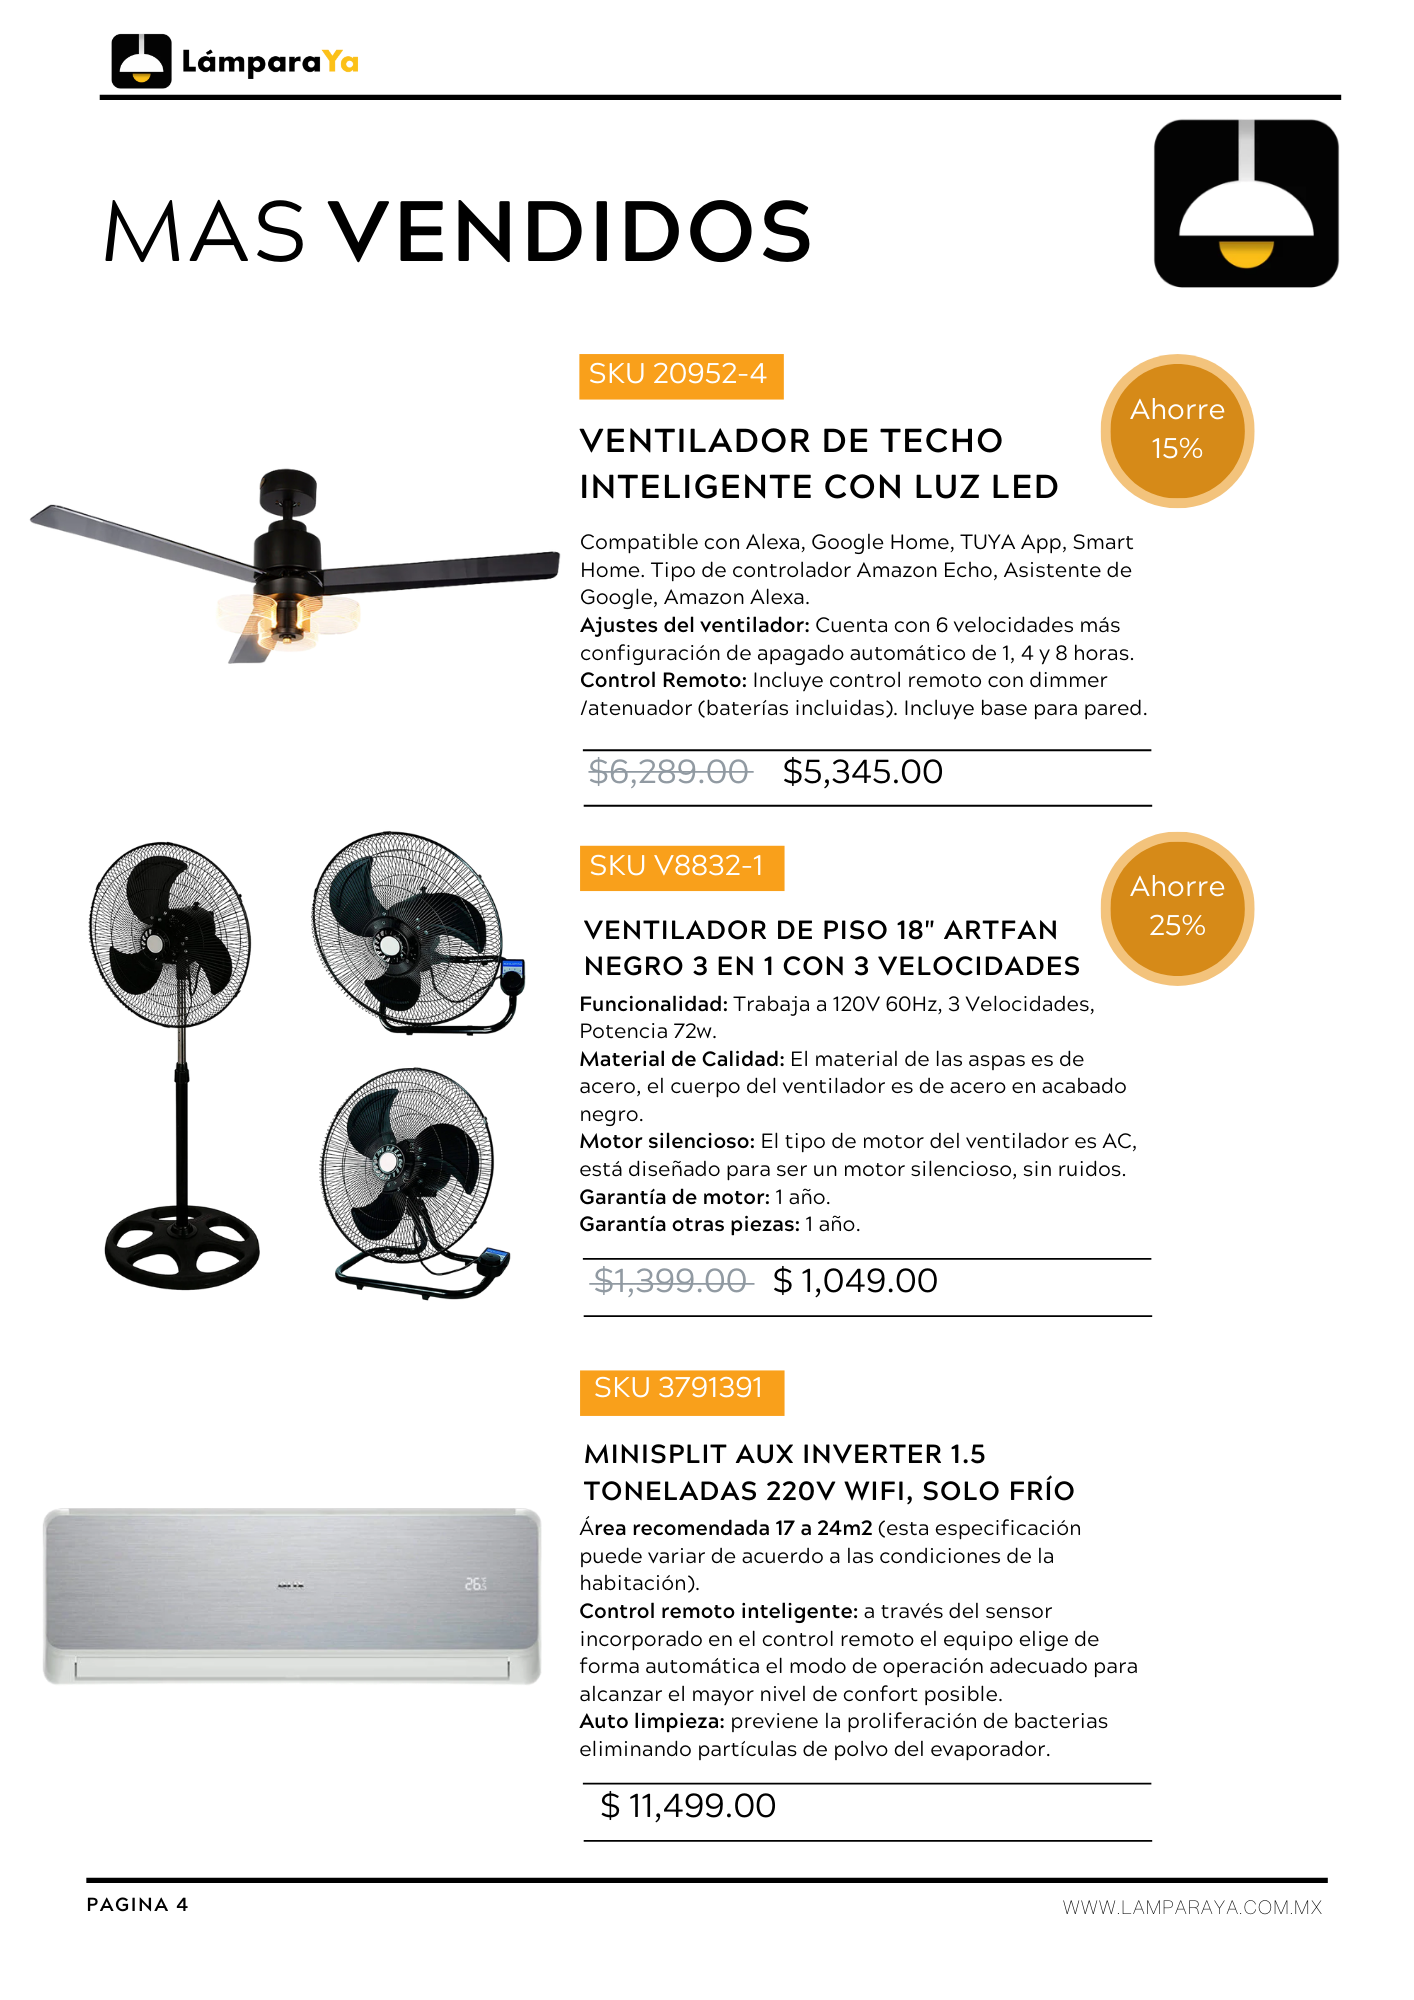 LámparaYa
MAS VENDIDOS
SKU 20952-4
Ahorre
15%
VENTILADOR DE TECHO
INTELIGENTE CON LUZ LED
Compatible con Alexa, Google Home, TUYA App, Smart
Home. Tipo de controlador Amazon Echo, Asistente de
Google, Amazon Alexa.
Ajustes del ventilador: Cuenta con 6 velocidades más
configuración de apagado automático de 1, 4 y 8 horas.
Control Remoto: Incluye control remoto con dimmer
/atenuador (baterías incluidas). Incluye base para pared.
$6,289.00 $5,345.00
SKU V8832-1
Ahorre
25%
VENTILADOR DE PISO 18" ARTFAN
NEGRO 3 EN 1 CON 3 VELOCIDADES
Funcionalidad: Trabaja a 120V 60Hz, 3 Velocidades,
Potencia 72w.
Material de Calidad: El material de las aspas es de
acero, el cuerpo del ventilador es de acero en acabado
negro.
Motor silencioso: El tipo de motor del ventilador es AC,
está diseñado para ser un motor silencioso, sin ruidos.
Garantía de motor: 1 año.
Garantía otras piezas: 1 año.
$1,399.00 $ 1,049.00
SKU 3791391
MINISPLIT AUX INVERTER 1.5
TONELADAS 220V WIFI, SOLO FRÍO
Área recomendada 17 a 24m2 (esta especificación
puede variar de acuerdo a las condiciones de la
habitación).
Control remoto inteligente: a través del sensor
incorporado en el control remoto el equipo elige de
forma automática el modo de operación adecuado para
alcanzar el mayor nivel de confort posible.
Auto limpieza: previene la proliferación de bacterias
eliminando partículas de polvo del evaporador.
$ 11,499.00
PAGINA 4
WWW.LAMPARAYA.COM.MX